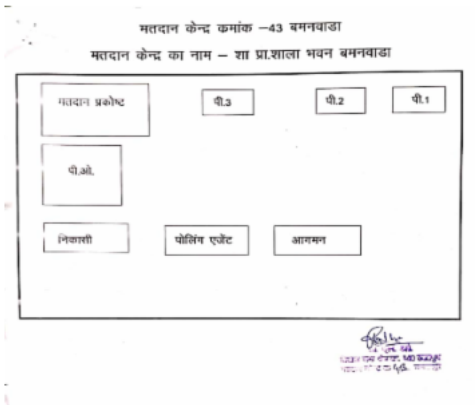 मतदान केन्द्र कमांक –43 बमनवाडा
मतदान केन्द्र का नाम – शा प्रा.शाला भवन बमनवाडा
मतदान प्रकोष्ट पी.3 पी.2 पी.1
पी.ओ.
निकासी पोलिंग एजेंट आगमन